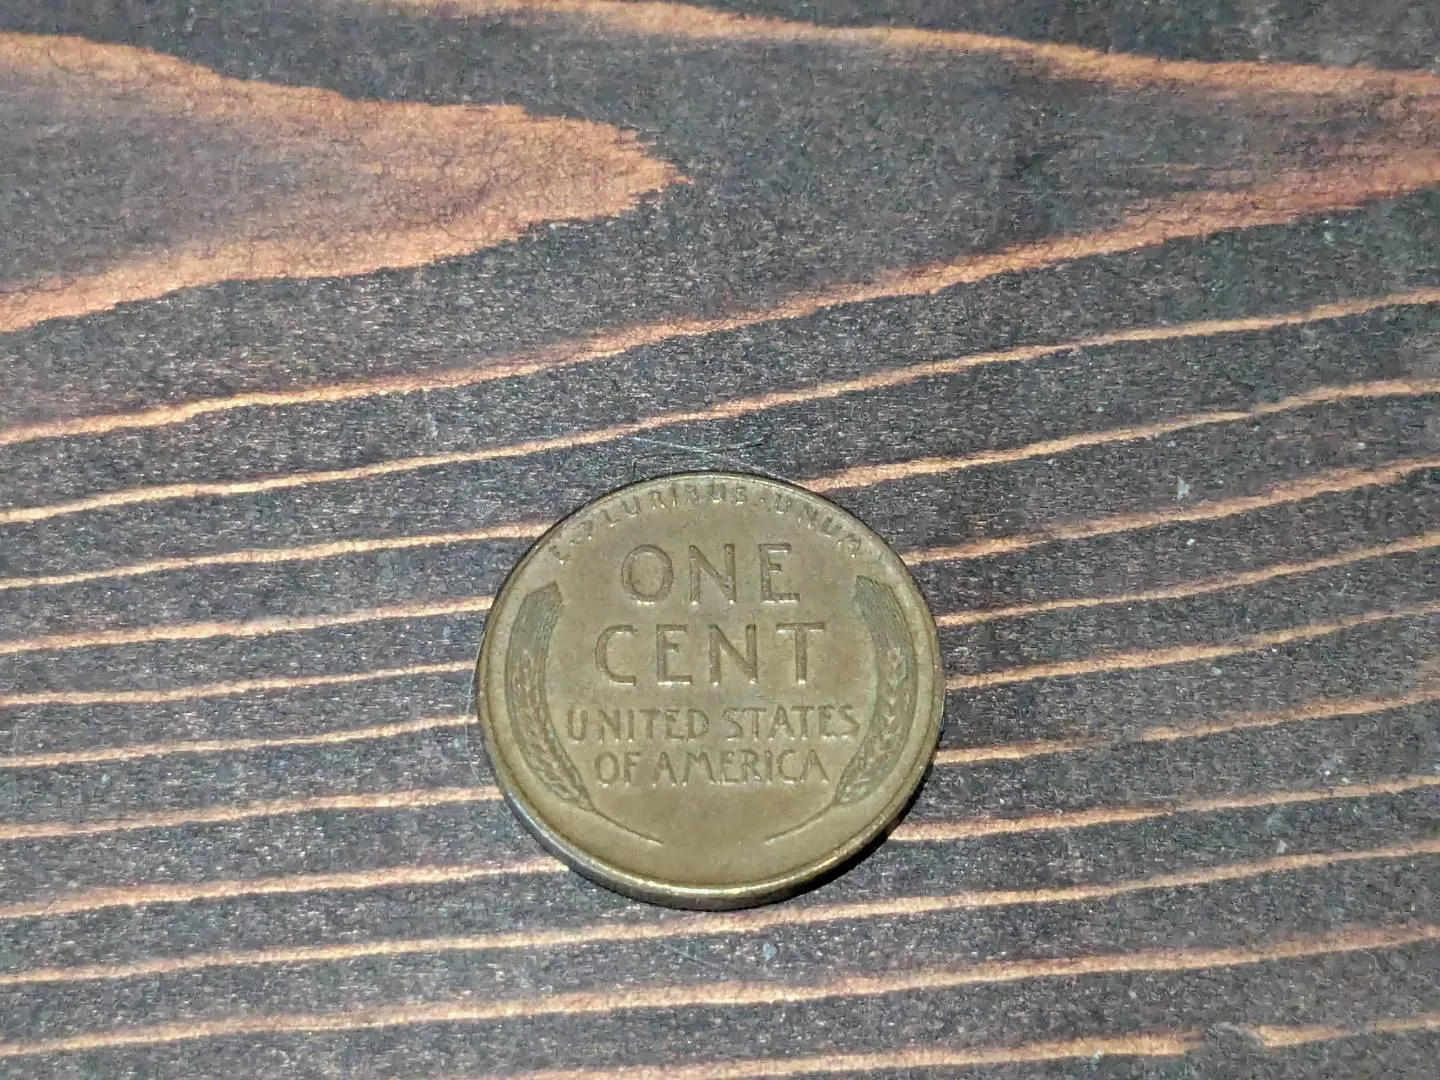 E·PLURIBUS·UNUM
ONE
CENT
UNITED STATES
OF AMERICA